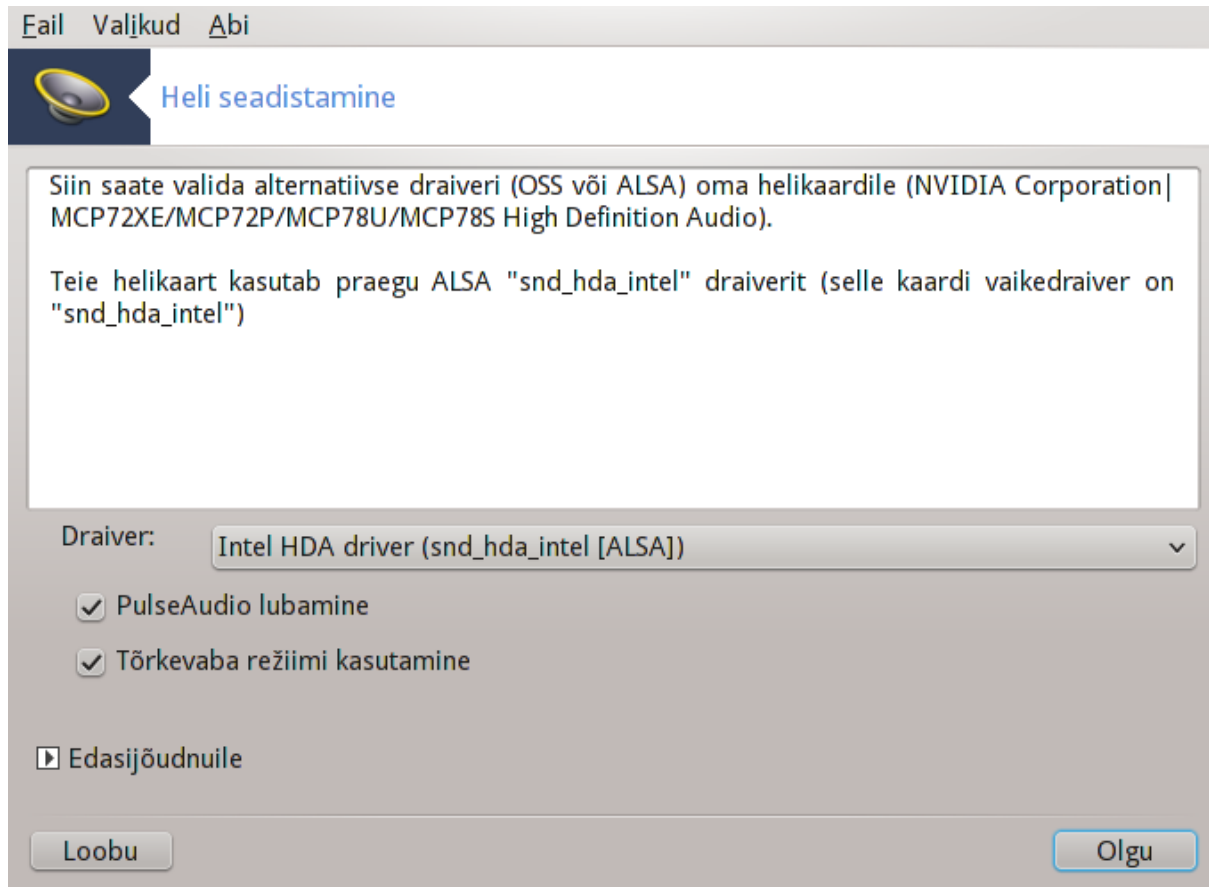 Fail Valikud Abi
Heli seadistamine
Siin saate valida alternatiivse draiveri (OSS või ALSA) oma helikaardile (NVIDIA Corporation|
MCP72XE/MCP72P/MCP78U/MCP78S High Definition Audio).
Teie helikaart kasutab praegu ALSA "snd_hda_intel" draiverit (selle kaardi vaikedraiver on
"snd_hda_intel")
Draiver: Intel HDA driver (snd_hda_intel [ALSA])
PulseAudio lubamine
Tõrkevaba režiimi kasutamine
Edasijõudnuile
Loobu Olgu